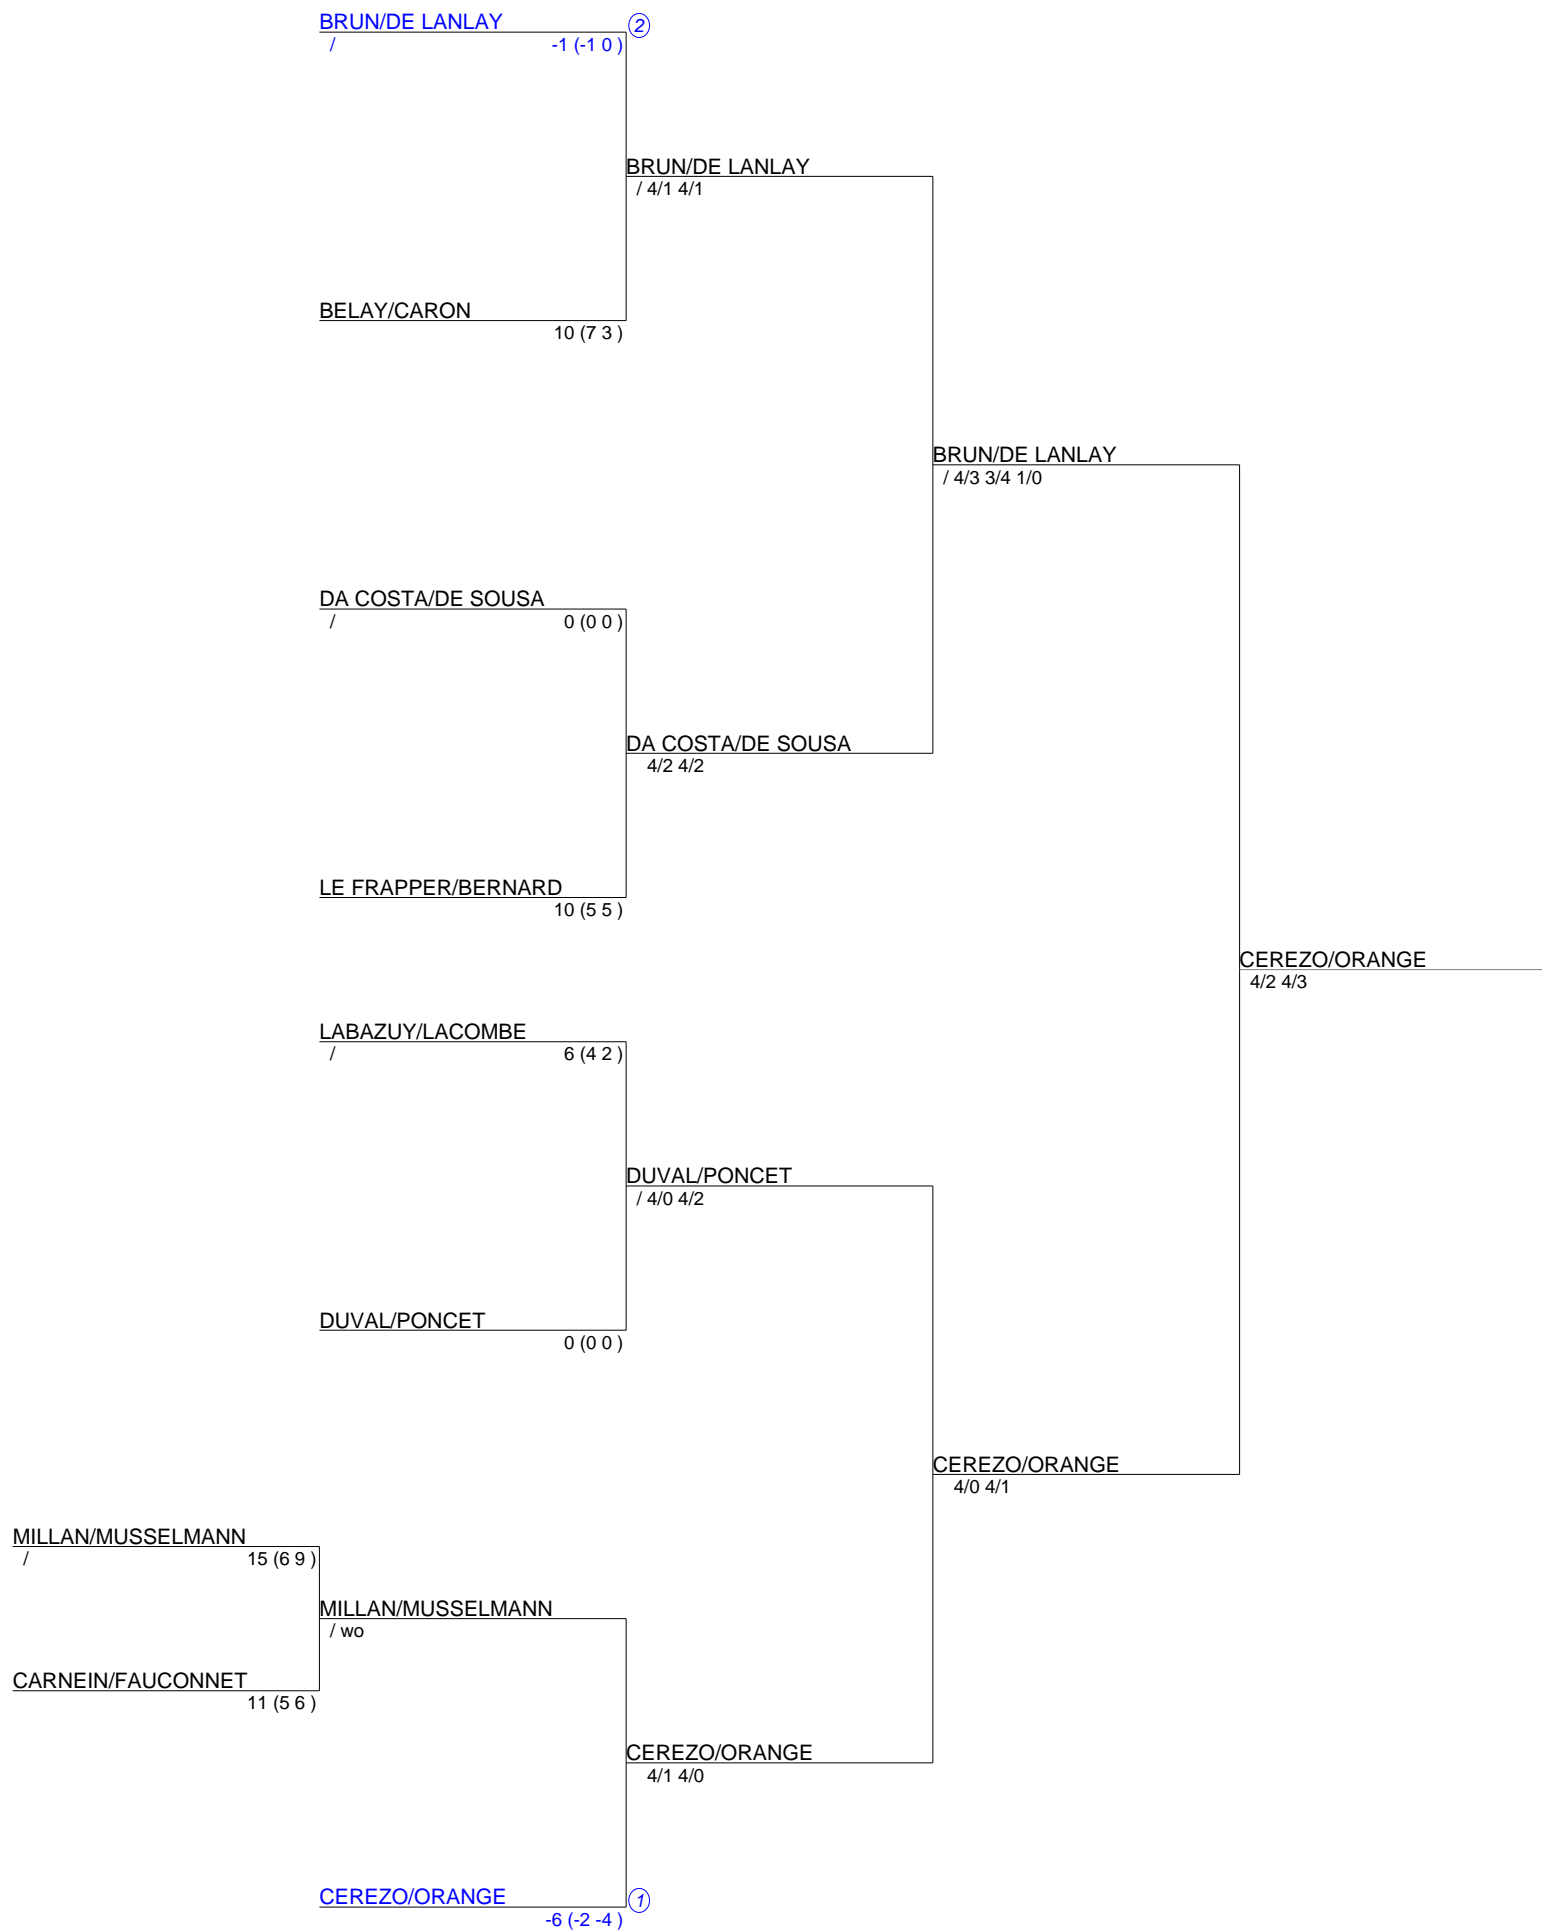 BRUN/DE LANLAY
2
/ -1 (-1 0 )
BRUN/DE LANLAY
/ 4/1 4/1
BELAY/CARON
10 (7 3 )
BRUN/DE LANLAY
/ 4/3 3/4 1/0
DA COSTA/DE SOUSA
/ 0 (0 0 )
DA COSTA/DE SOUSA
4/2 4/2
LE FRAPPER/BERNARD
10 (5 5 )
CEREZO/ORANGE
4/2 4/3
LABAZUY/LACOMBE
/ 6 (4 2 )
DUVAL/PONCET
/ 4/0 4/2
DUVAL/PONCET
0 (0 0 )
CEREZO/ORANGE
4/0 4/1
MILLAN/MUSSELMANN
/ 15 (6 9 )
MILLAN/MUSSELMANN
/ wo
CARNEIN/FAUCONNET
11 (5 6 )
CEREZO/ORANGE
4/1 4/0
CEREZO/ORANGE
1
-6 (-2 -4 )